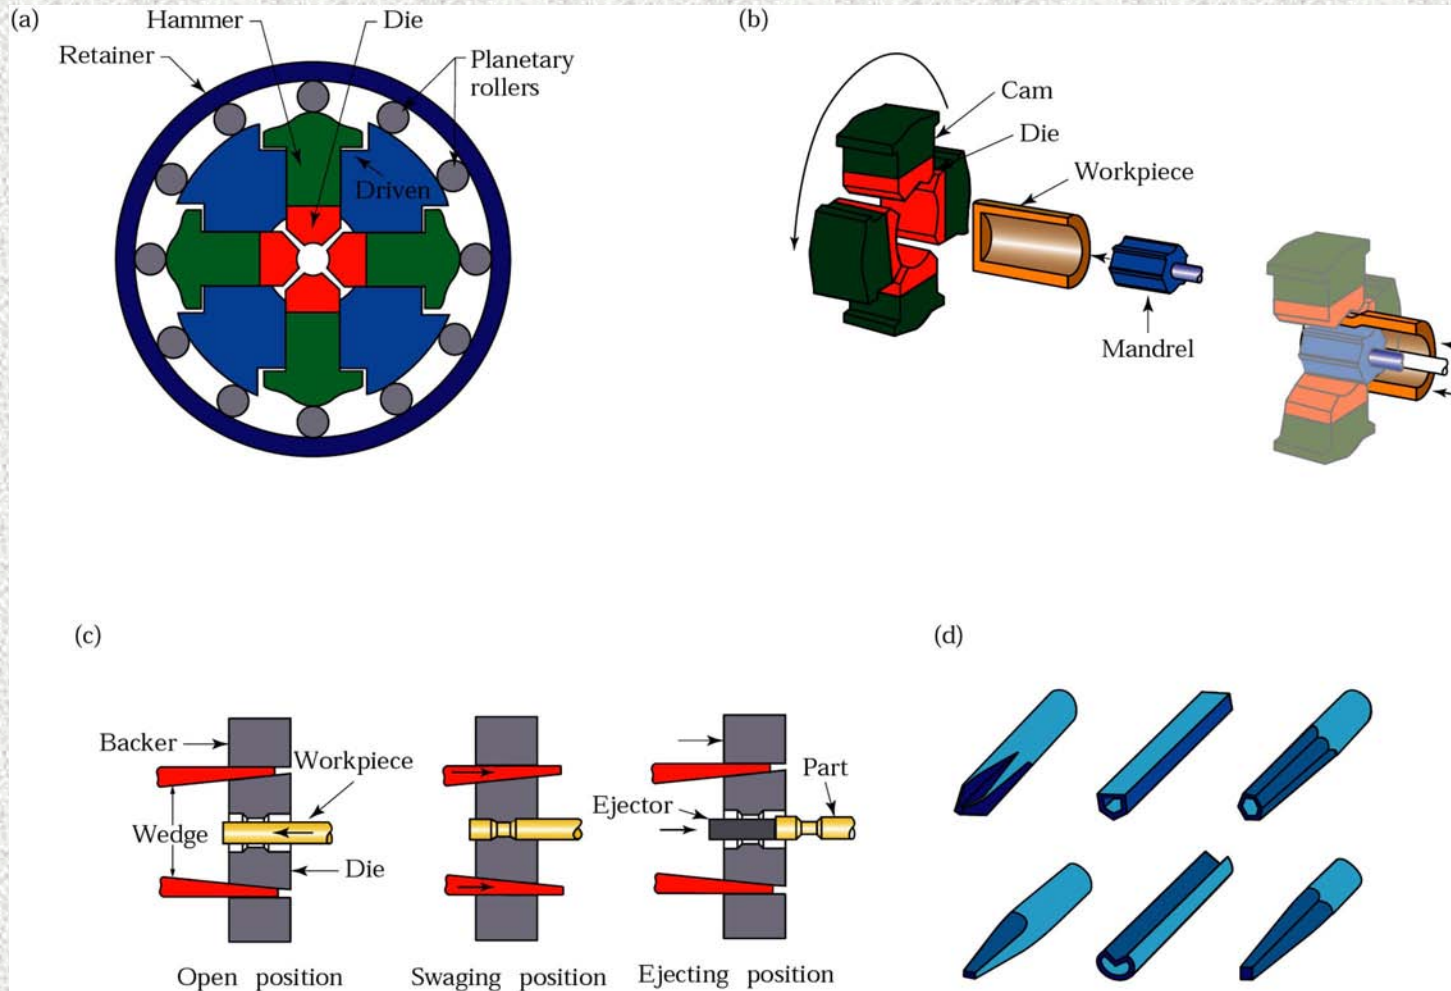 (a)
Hammer
Die
Retainer
Planetary
rollers
Driven
(b)
Cam
Die
Workpiece
Mandrel
(c)
Backer
Workpiece
Wedge
Die
Ejector
Part
Open position
Swaging position
Ejecting position
(d)